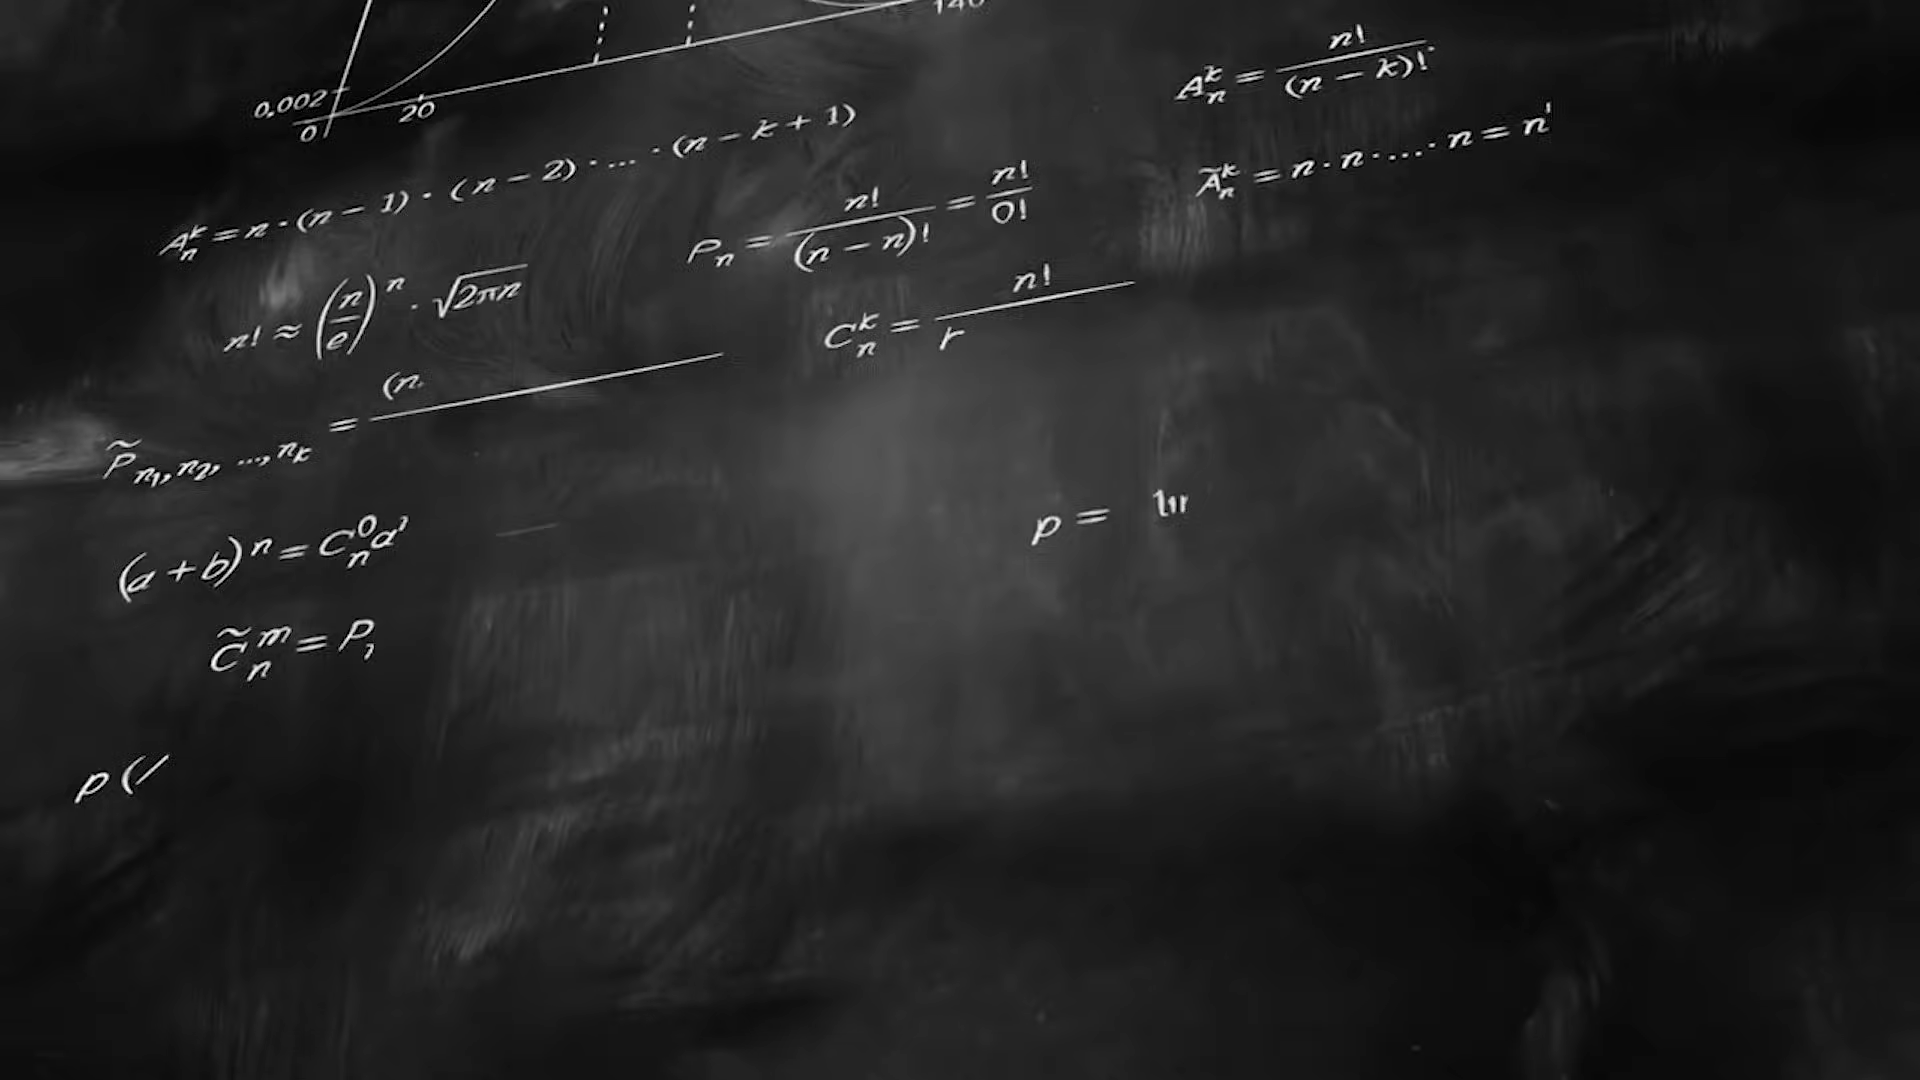 140
0.002
0
20
A_n^k = n · (n − 1) · (n − 2) · ... · (n − k + 1)
A_n^k = n! / (n − k)!
Ã_n^k = n · n · ... · n = n
P_n = n! / (n − n)! = n! / 0!
n! ≈ (n/e)^n · √2πn
C_n^k = n! /
P̃ n₁, n₂, ..., n_k = (n
p =
(a + b)^n = C_n^0 a
C̃_n^m = P
p (